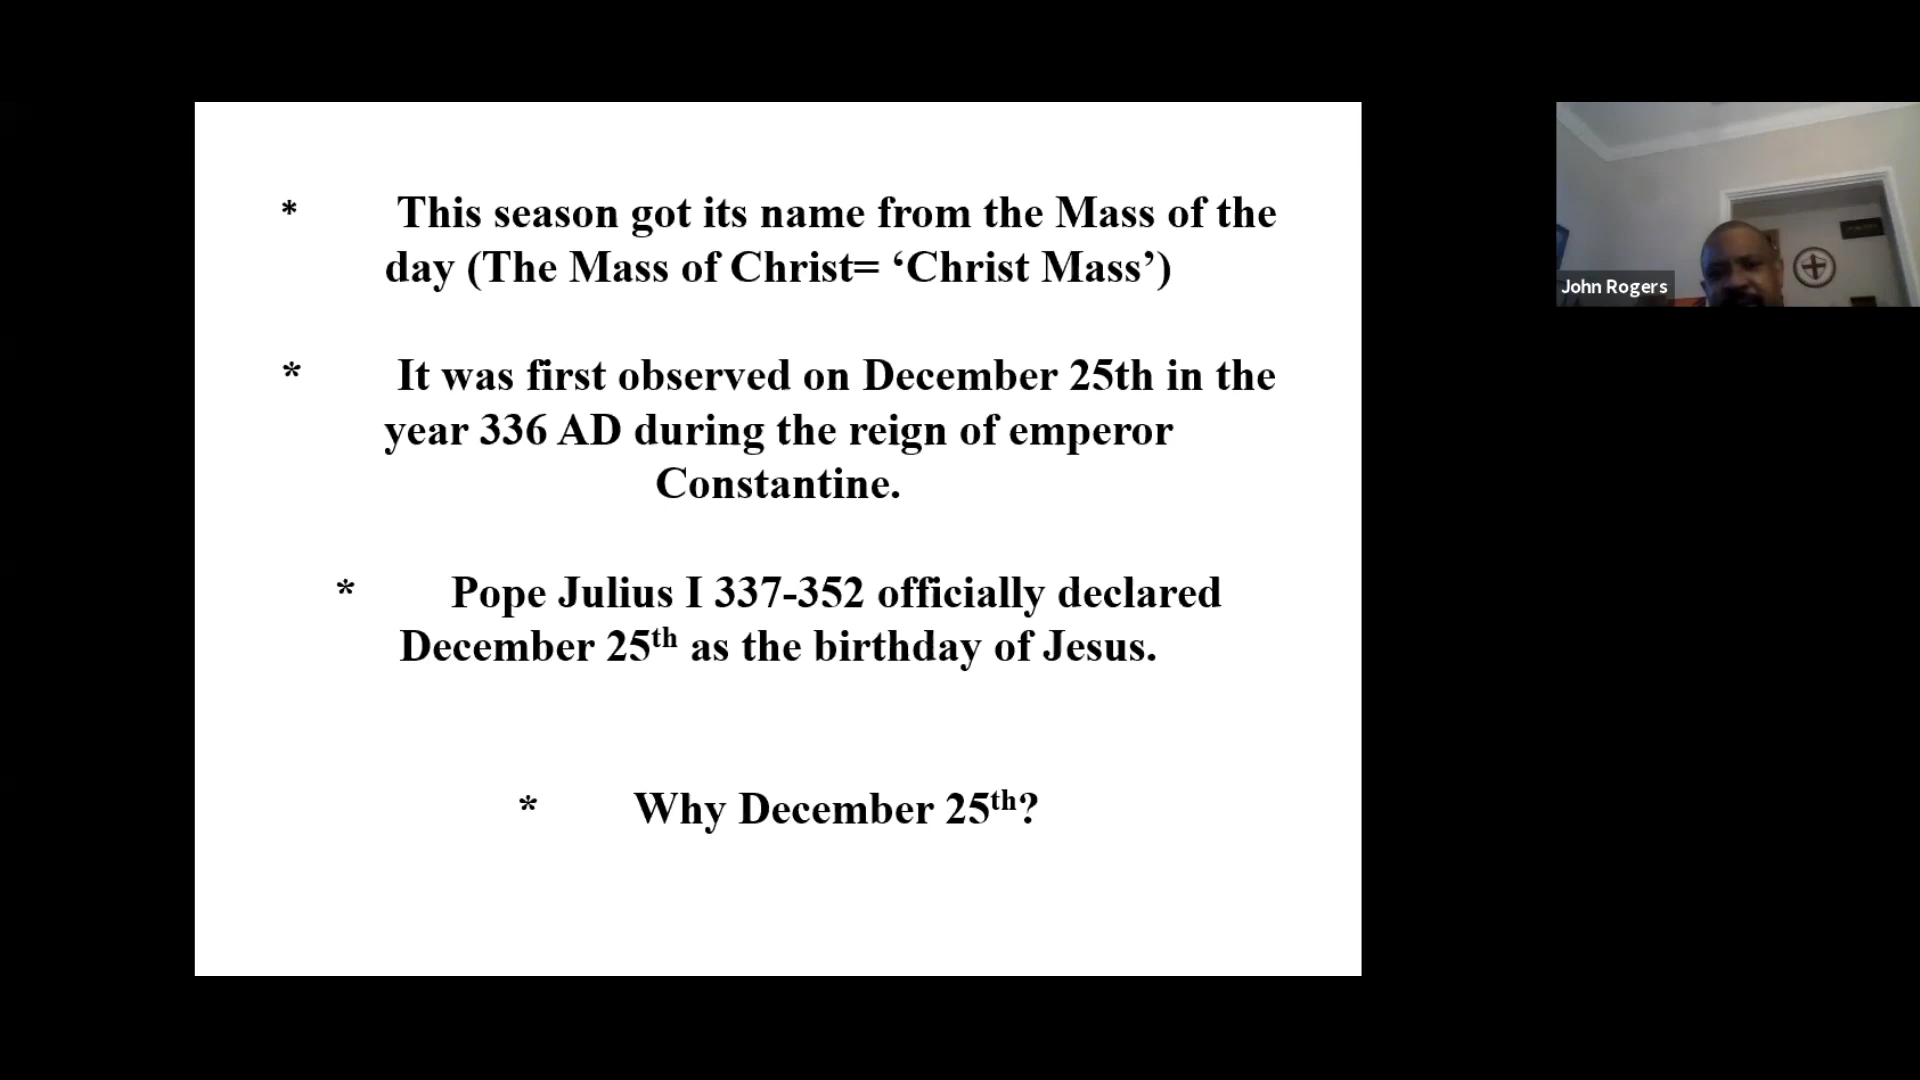 * This season got its name from the Mass of the
day (The Mass of Christ= ‘Christ Mass’)
* It was first observed on December 25th in the
year 336 AD during the reign of emperor
Constantine.
* Pope Julius I 337-352 officially declared
December 25th as the birthday of Jesus.
* Why December 25th?
John Rogers